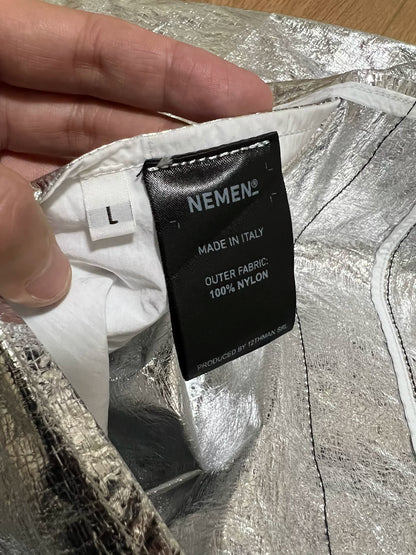 L
NEMEN®
MADE IN ITALY
OUTER FABRIC:
100% NYLON
PRODUCED BY 12THMAN SRL